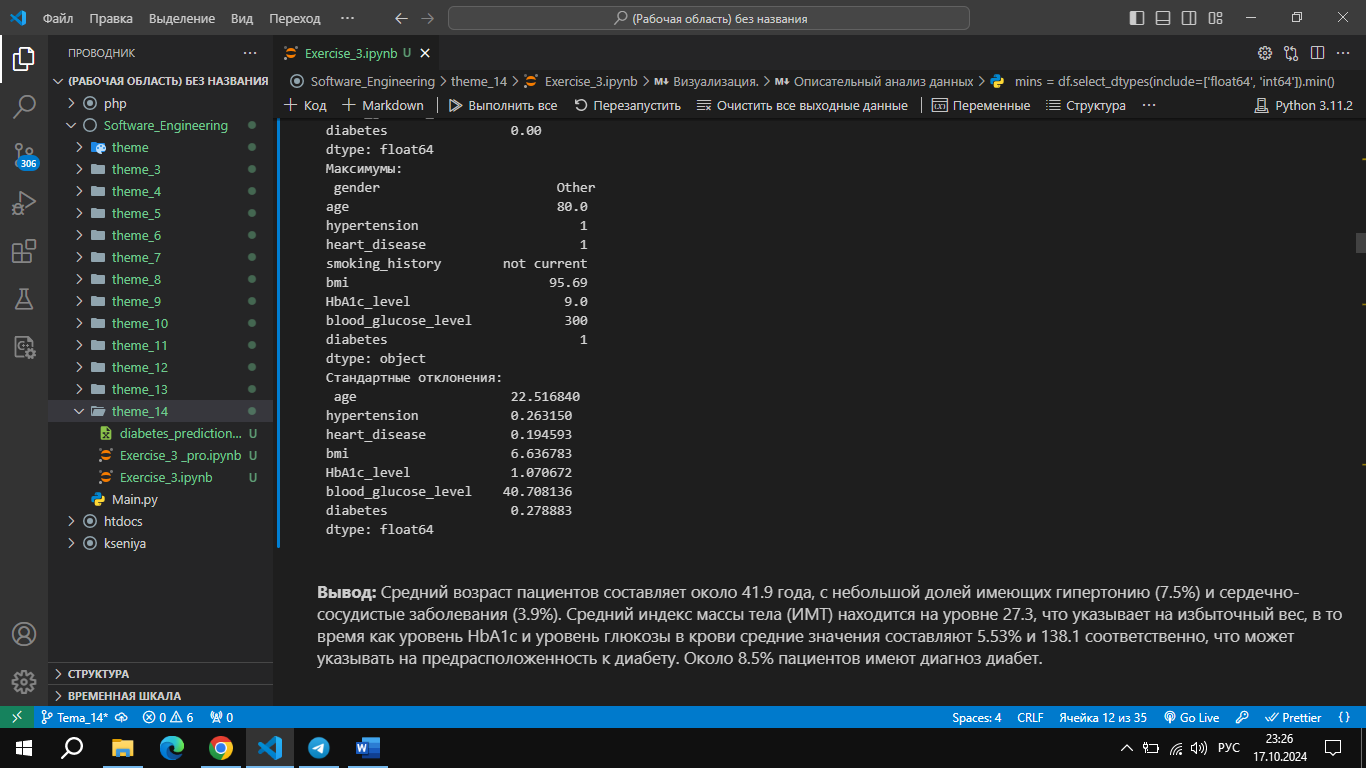 Файл Правка Выделение Вид Переход ··· (Рабочая область) без названия
ПРОВОДНИК ···
(РАБОЧАЯ ОБЛАСТЬ) БЕЗ НАЗВАНИЯ
php
Software_Engineering
theme
theme_3
theme_4
theme_5
theme_6
theme_7
theme_8
theme_9
theme_10
theme_11
theme_12
theme_13
theme_14
diabetes_prediction... U
Exercise_3 _pro.ipynb U
Exercise_3.ipynb U
Main.py
htdocs
kseniya
СТРУКТУРА
ВРЕМЕННАЯ ШКАЛА
306
Exercise_3.ipynb U
Software_Engineering > theme_14 > Exercise_3.ipynb > Визуализация. > Описательный анализ данных > mins = df.select_dtypes(include=['float64', 'int64']).min()
Код Markdown Выполнить все Перезапустить Очистить все выходные данные Переменные Структура ··· Python 3.11.2
diabetes 0.00
dtype: float64
Максимумы:
gender Other
age 80.0
hypertension 1
heart_disease 1
smoking_history not current
bmi 95.69
HbA1c_level 9.0
blood_glucose_level 300
diabetes 1
dtype: object
Стандартные отклонения:
age 22.516840
hypertension 0.263150
heart_disease 0.194593
bmi 6.636783
HbA1c_level 1.070672
blood_glucose_level 40.708136
diabetes 0.278883
dtype: float64
Вывод: Средний возраст пациентов составляет около 41.9 года, с небольшой долей имеющих гипертонию (7.5%) и сердечно-
сосудистые заболевания (3.9%). Средний индекс массы тела (ИМТ) находится на уровне 27.3, что указывает на избыточный вес, в то
время как уровень HbA1c и уровень глюкозы в крови средние значения составляют 5.53% и 138.1 соответственно, что может
указывать на предрасположенность к диабету. Около 8.5% пациентов имеют диагноз диабет.
Tema_14* 0 6 0 Spaces: 4 CRLF Ячейка 12 из 35 Go Live Prettier
РУС 23:26
17.10.2024